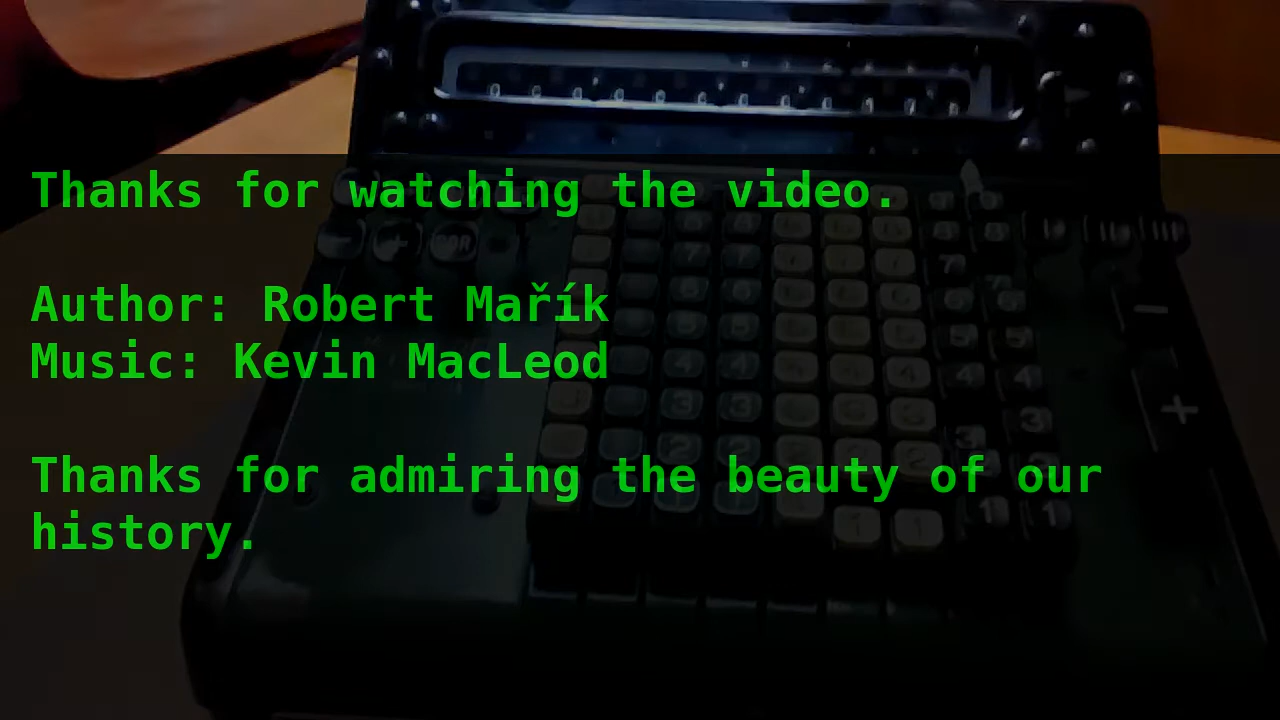 Thanks for watching the video.
Author: Robert Mařík
Music: Kevin MacLeod
Thanks for admiring the beauty of our
history.